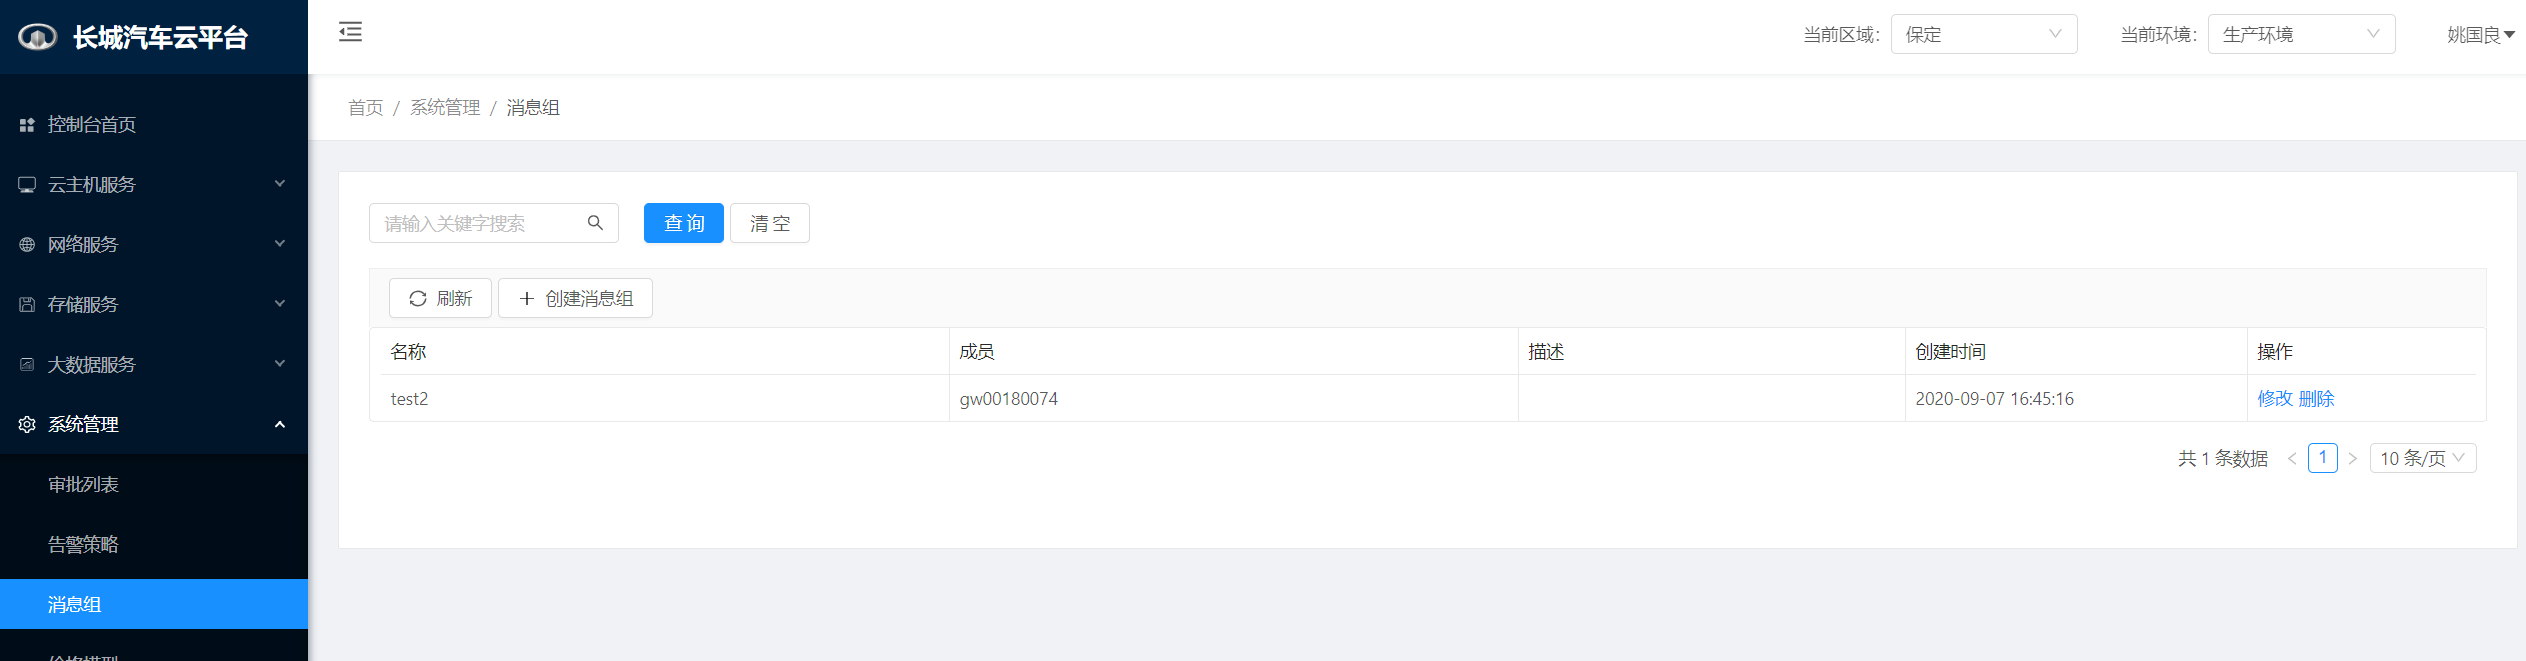 长城汽车云平台
当前区域： 保定 当前环境： 生产环境 姚国良
首页 / 系统管理 / 消息组
控制台首页
云主机服务
网络服务
存储服务
大数据服务
系统管理
审批列表
告警策略
消息组
请输入关键字搜索 查询 清空
刷新 创建消息组
名称 成员 描述 创建时间 操作
test2 gw00180074 2020-09-07 16:45:16 修改 删除
共 1 条数据 < 1 > 10 条/页